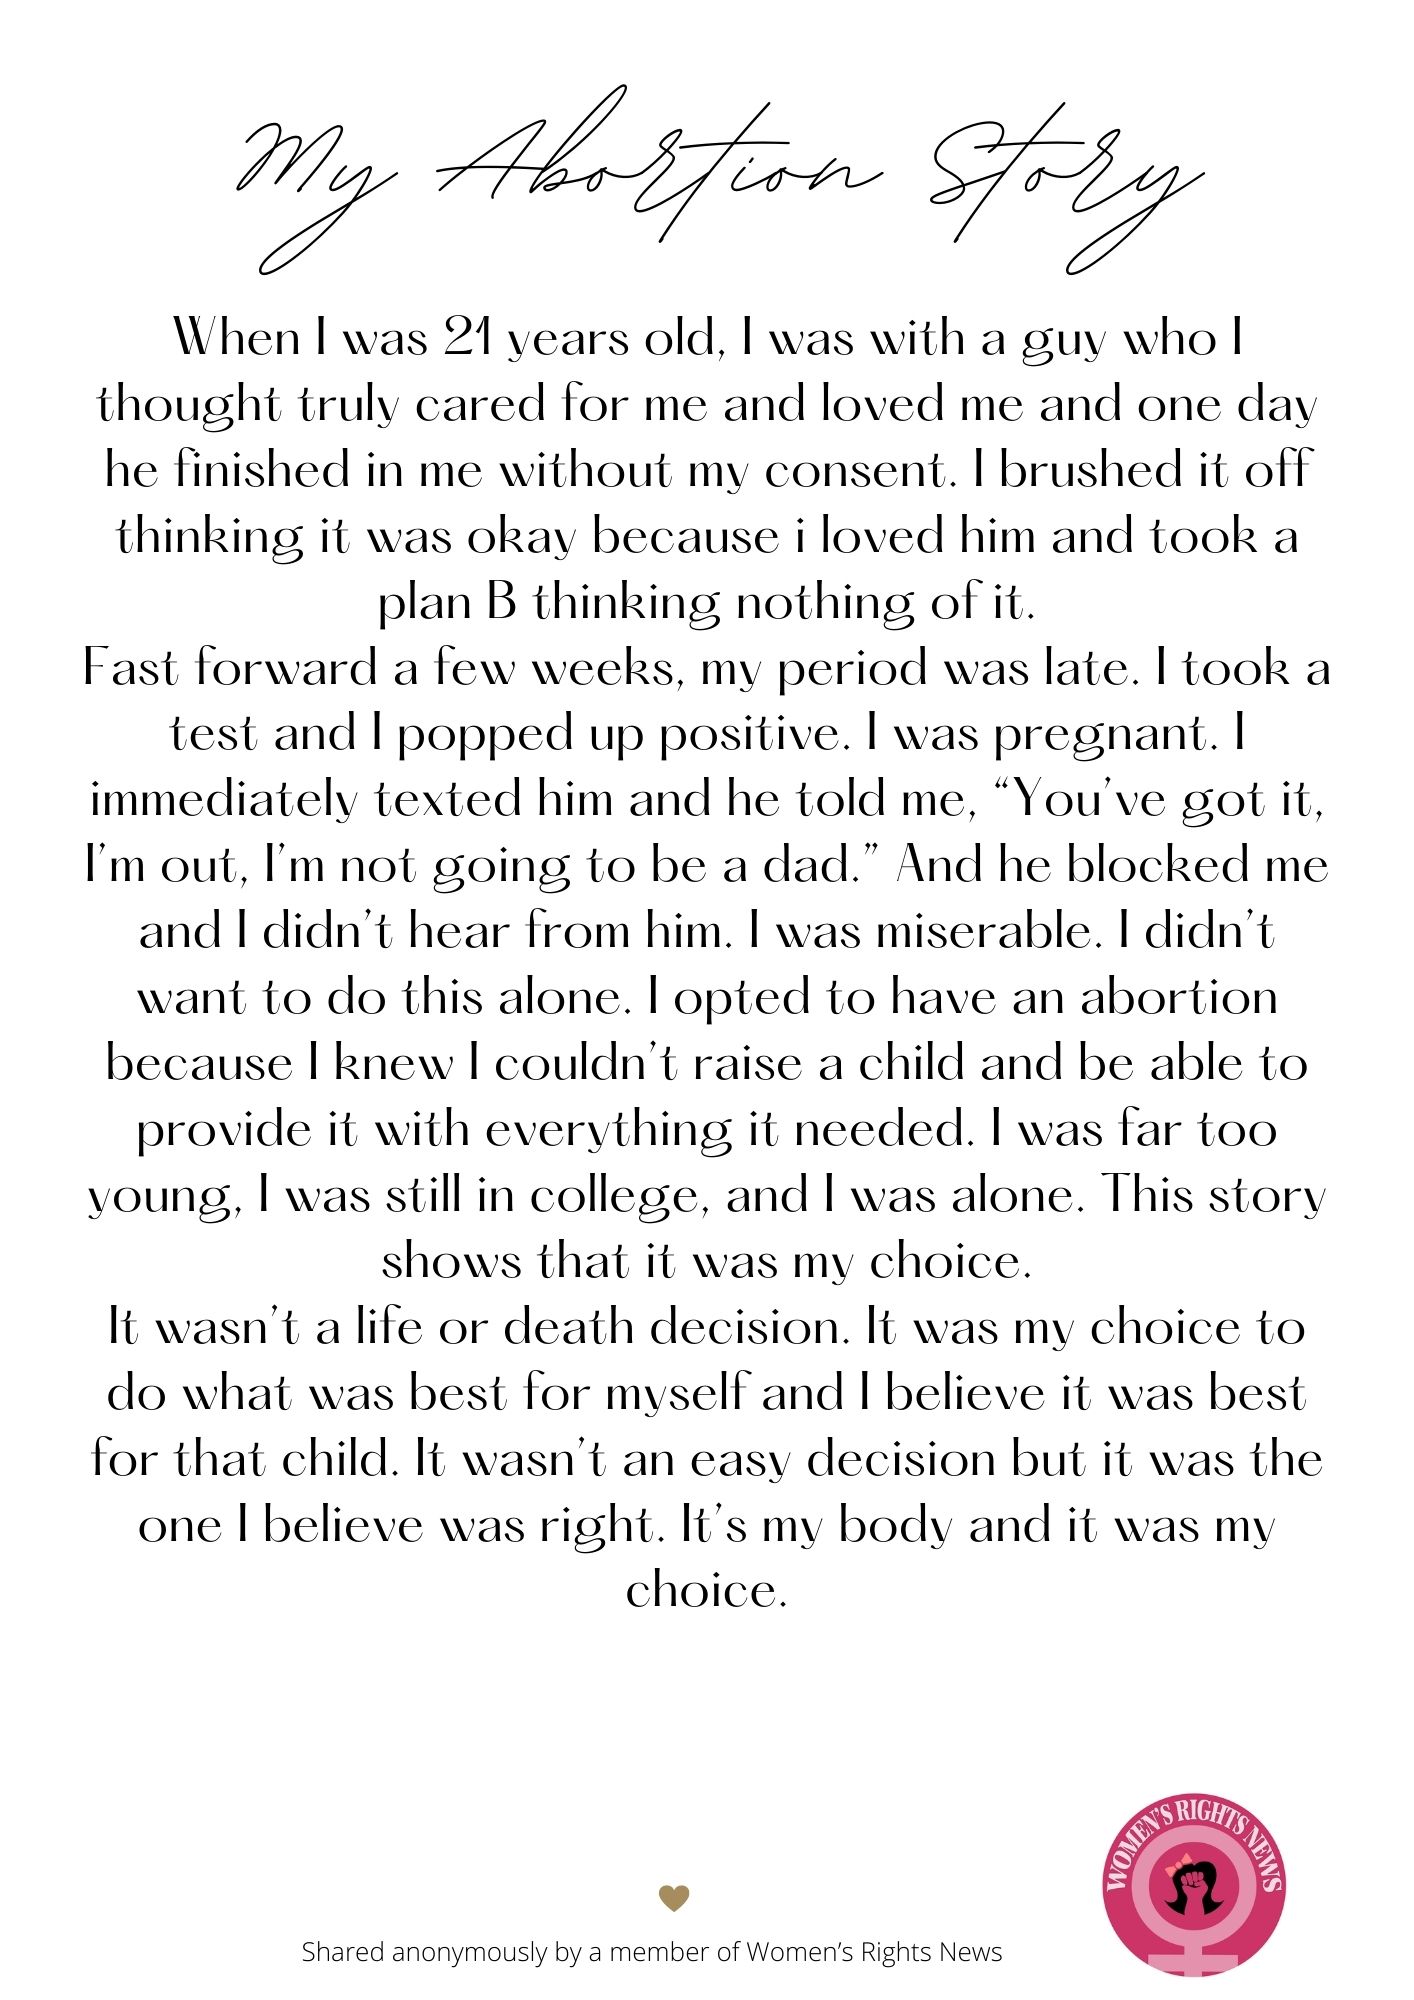 My Abortion Story
When I was 21 years old, I was with a guy who I
thought truly cared for me and loved me and one day
he finished in me without my consent. I brushed it off
thinking it was okay because i loved him and took a
plan B thinking nothing of it.
Fast forward a few weeks, my period was late. I took a
test and I popped up positive. I was pregnant. I
immediately texted him and he told me, “You’ve got it,
I’m out, I’m not going to be a dad.” And he blocked me
and I didn’t hear from him. I was miserable. I didn’t
want to do this alone. I opted to have an abortion
because I knew I couldn’t raise a child and be able to
provide it with everything it needed. I was far too
young, I was still in college, and I was alone. This story
shows that it was my choice.
It wasn’t a life or death decision. It was my choice to
do what was best for myself and I believe it was best
for that child. It wasn’t an easy decision but it was the
one I believe was right. It’s my body and it was my
choice.
WOMEN'S RIGHTS NEWS
Shared anonymously by a member of Women’s Rights News